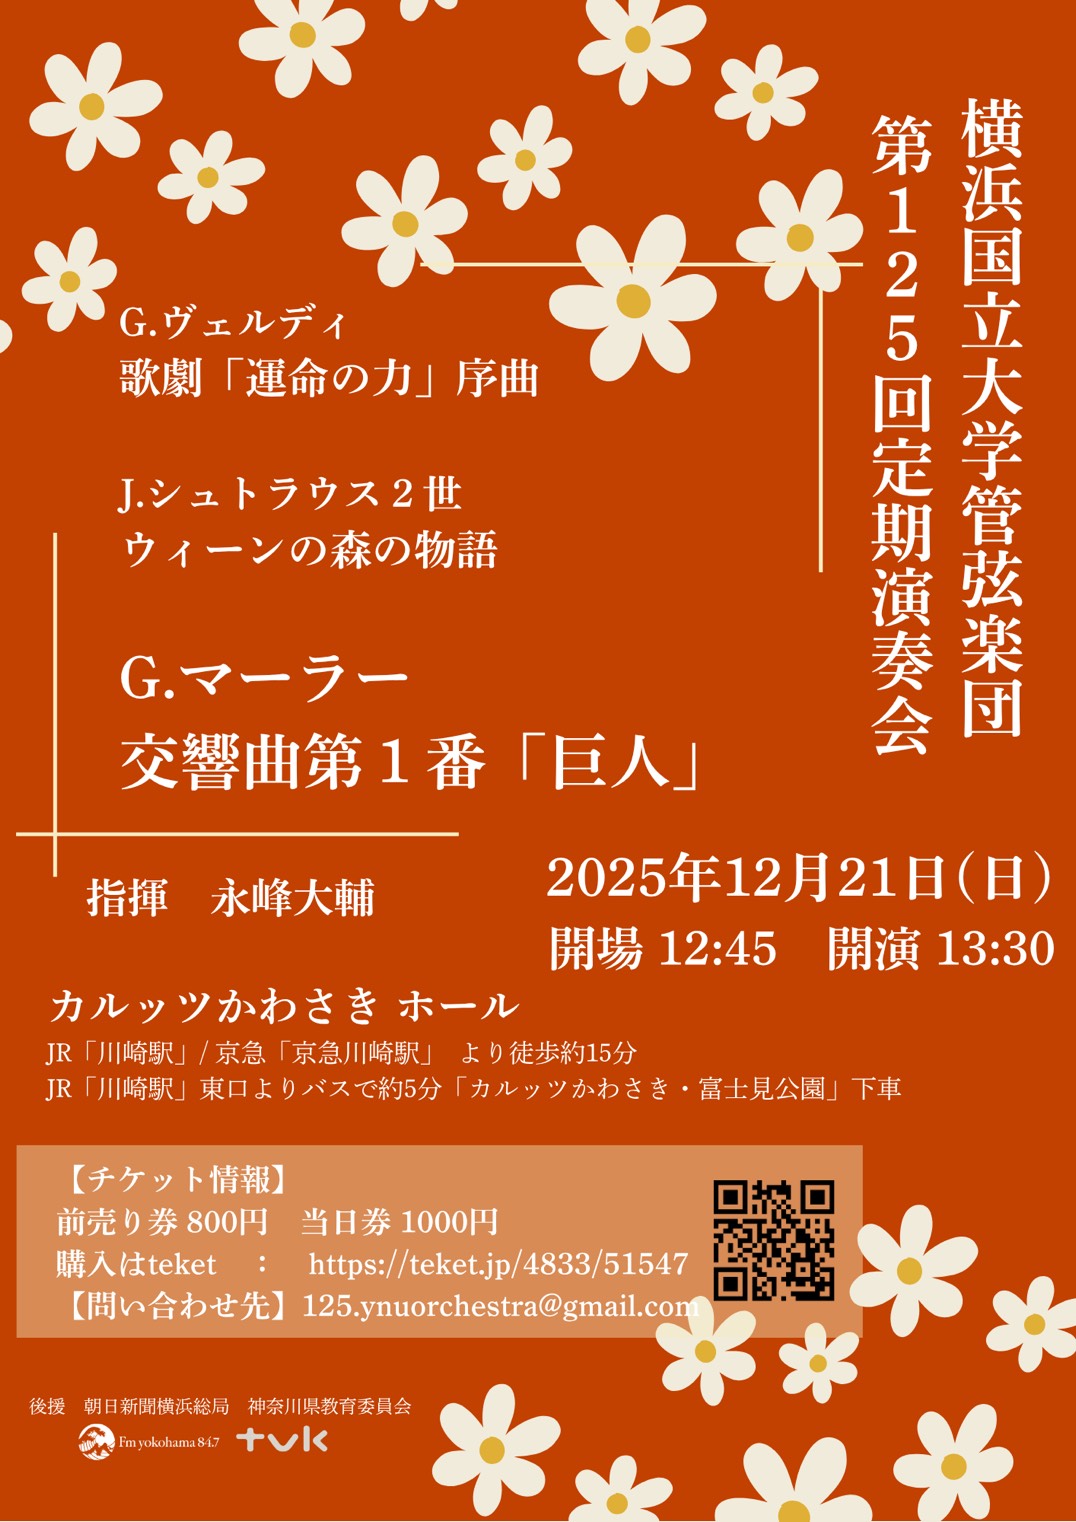 横浜国立大学管弦楽団
第125回定期演奏会
G.ヴェルディ
歌劇「運命の力」序曲
J.シュトラウス2世
ウィーンの森の物語
G.マーラー
交響曲第1番「巨人」
指揮　永峰大輔
2025年12月21日(日)
開場 12:45　開演 13:30
カルッツかわさき ホール
JR「川崎駅」/ 京急「京急川崎駅」 より徒歩約15分
JR「川崎駅」東口よりバスで約5分「カルッツかわさき・富士見公園」下車
【チケット情報】
前売り券 800円　当日券 1000円
購入はteket　：　https://teket.jp/4833/51547
【問い合わせ先】125.ynuorchestra@gmail.com
後援　朝日新聞横浜総局　神奈川県教育委員会
Fm yokohama 84.7 tvk